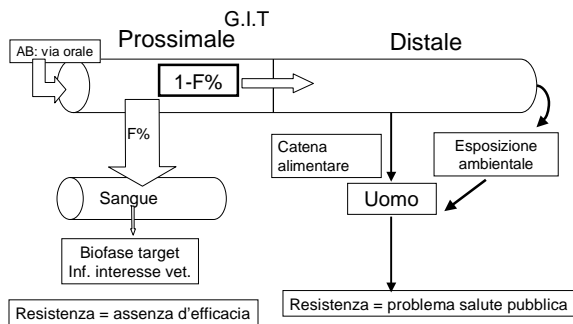 G.I.T
Prossimale
Distale
AB: via orale
1-F%
F%
Catena
alimentare
Esposizione
ambientale
Sangue
Uomo
Biofase target
Inf. interesse vet.
Resistenza = assenza d'efficacia
Resistenza = problema salute pubblica